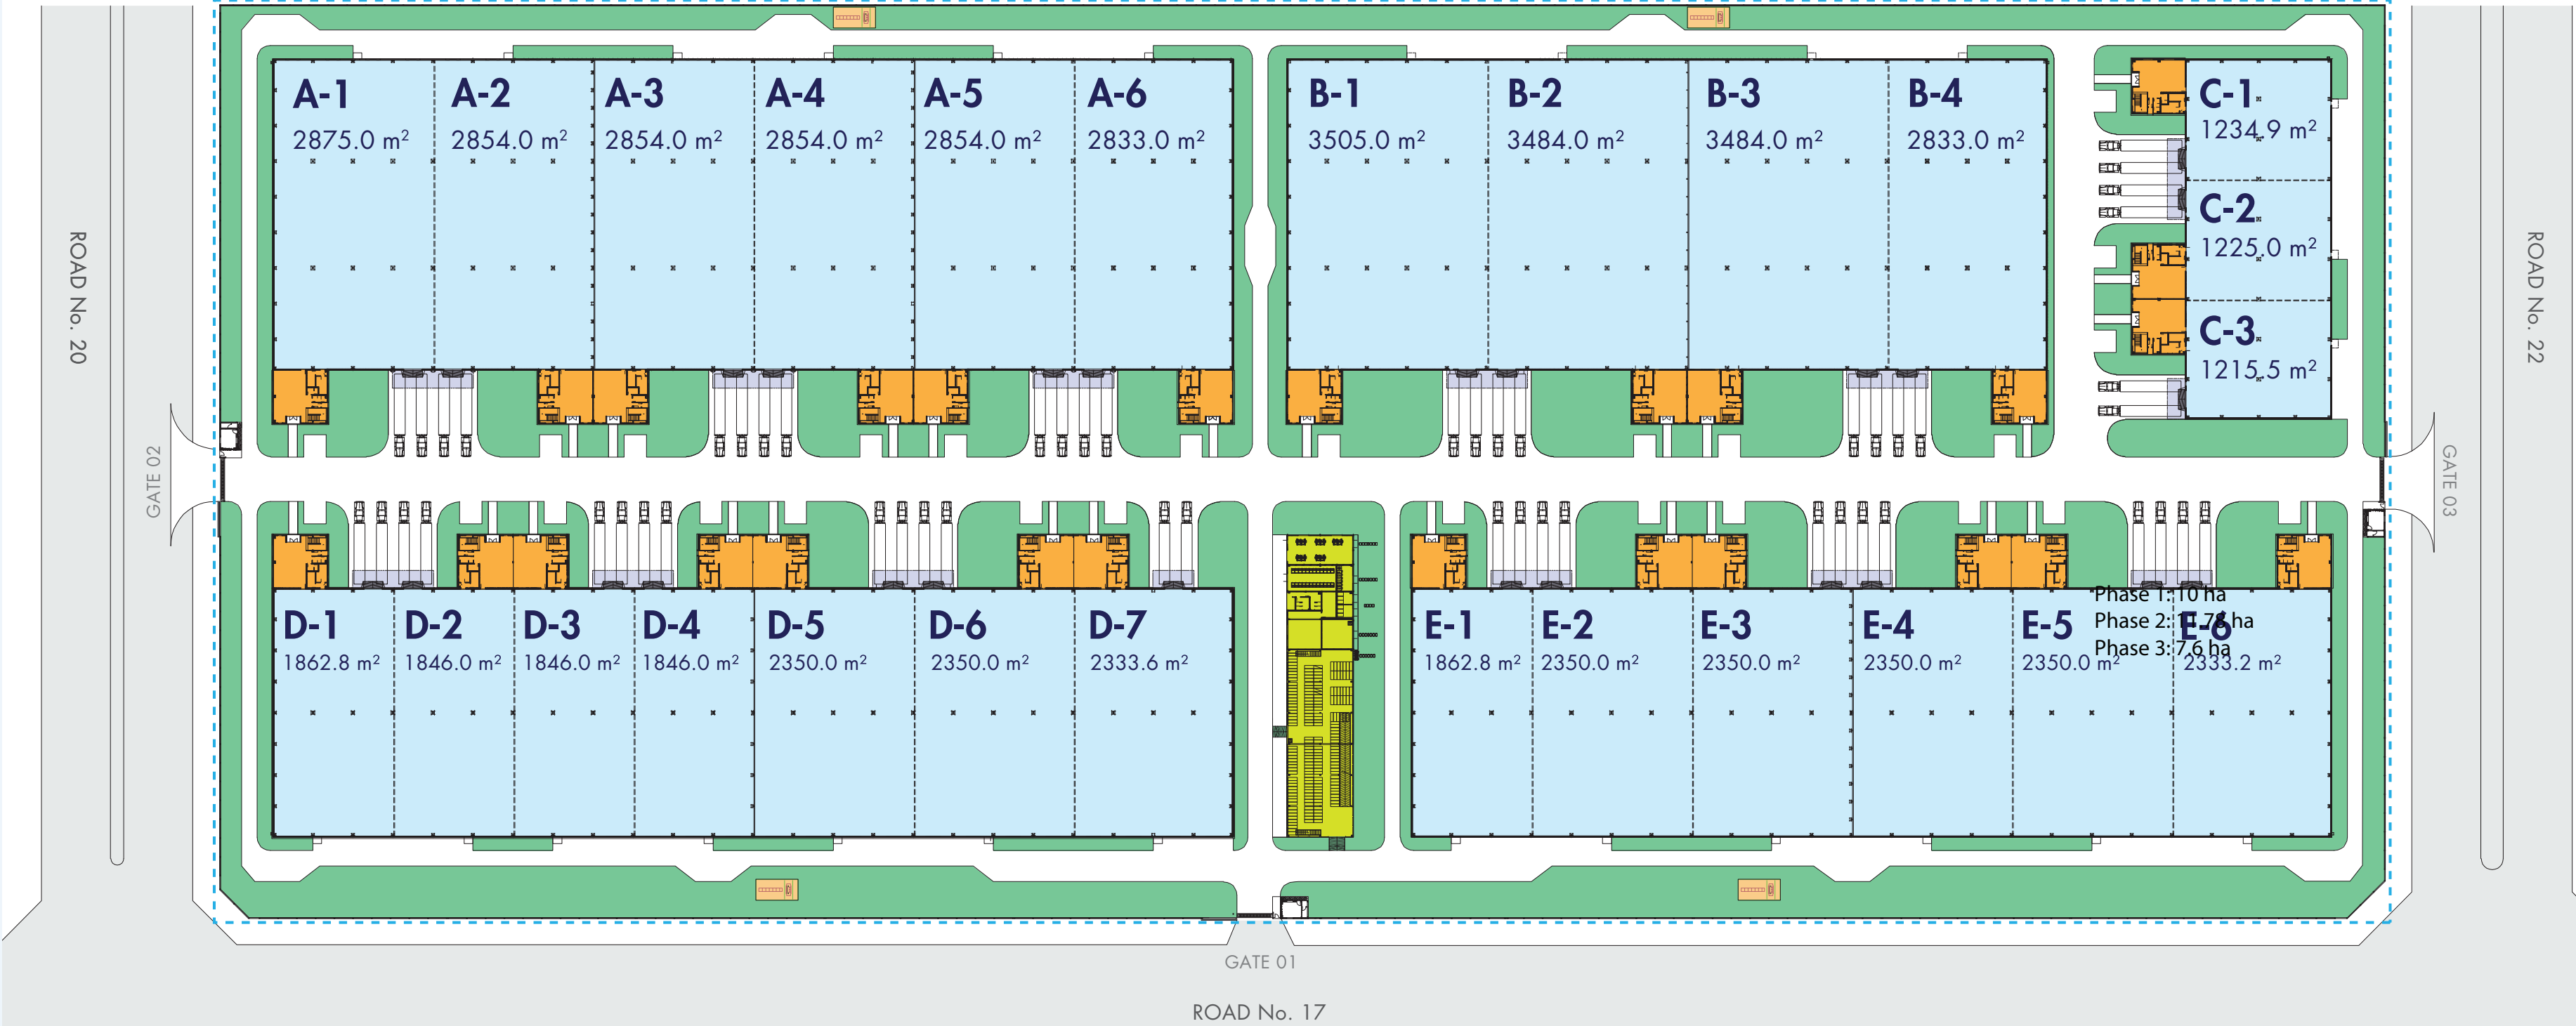 A-1
2875.0 m²
A-2
2854.0 m²
A-3
2854.0 m²
A-4
2854.0 m²
A-5
2854.0 m²
A-6
2833.0 m²
B-1
3505.0 m²
B-2
3484.0 m²
B-3
3484.0 m²
B-4
2833.0 m²
C-1
1234.9 m²
C-2
1225.0 m²
C-3
1215.5 m²
ROAD No. 20
ROAD No. 22
GATE 02
GATE 03
D-1
1862.8 m²
D-2
1846.0 m²
D-3
1846.0 m²
D-4
1846.0 m²
D-5
2350.0 m²
D-6
2350.0 m²
D-7
2333.6 m²
E-1
1862.8 m²
E-2
2350.0 m²
E-3
2350.0 m²
E-4
2350.0 m²
E-5
2350.0 m²
E-6
2333.2 m²
Phase 1: 10 ha
Phase 2: 11.78 ha
Phase 3: 7.6 ha
GATE 01
ROAD No. 17